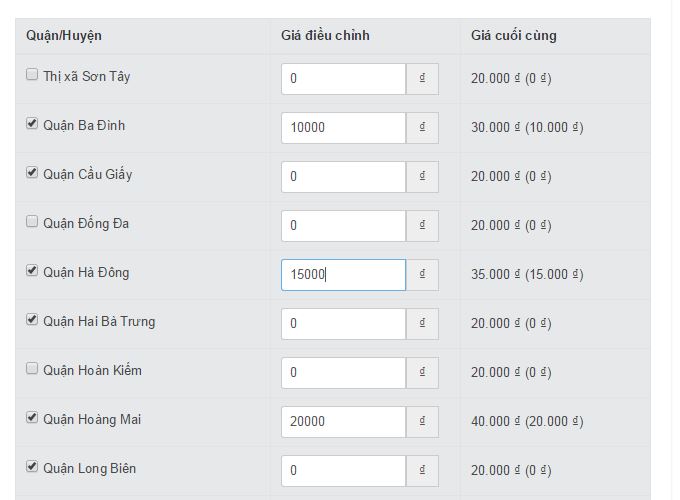 Quận/Huyện Giá điều chỉnh Giá cuối cùng
Thị xã Sơn Tây 0 đ 20.000 đ (0 đ)
Quận Ba Đình 10000 đ 30.000 đ (10.000 đ)
Quận Cầu Giấy 0 đ 20.000 đ (0 đ)
Quận Đống Đa 0 đ 20.000 đ (0 đ)
Quận Hà Đông 15000 đ 35.000 đ (15.000 đ)
Quận Hai Bà Trưng 0 đ 20.000 đ (0 đ)
Quận Hoàn Kiếm 0 đ 20.000 đ (0 đ)
Quận Hoàng Mai 20000 đ 40.000 đ (20.000 đ)
Quận Long Biên 0 đ 20.000 đ (0 đ)